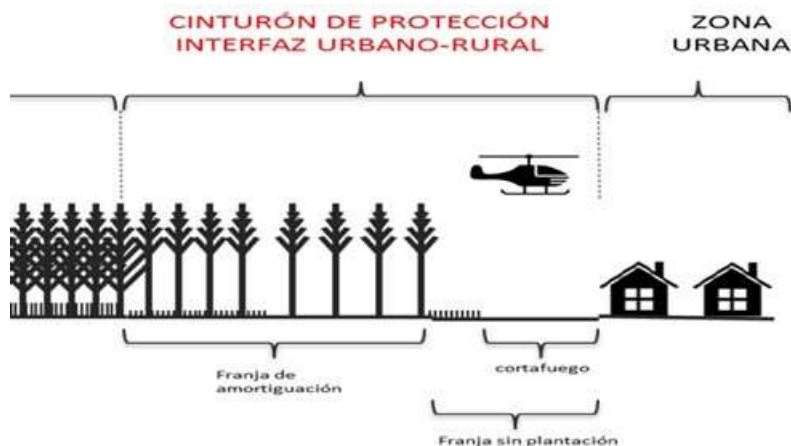 CINTURÓN DE PROTECCIÓN
INTERFAZ URBANO-RURAL
ZONA
URBANA
Franja de
amortiguación
cortafuego
Franja sin plantación